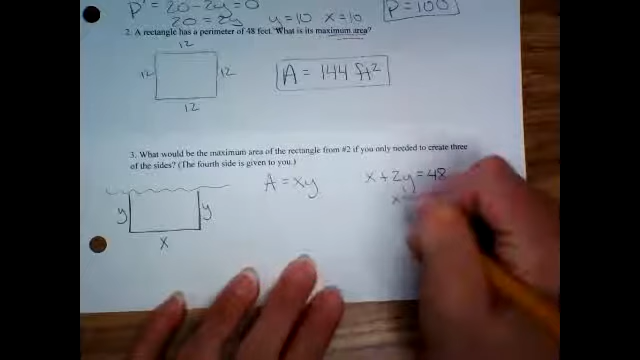 P' = 20 - 2y = 0
20 = 2y  y = 10  x = 10
P = 100
2. A rectangle has a perimeter of 48 feet. What is its maximum area?
12
12
12
12
A = 144 ft²
3. What would be the maximum area of the rectangle from #2 if you only needed to create three
of the sides? (The fourth side is given to you.)
A = xy
x + 2y = 48
x
y
y
x